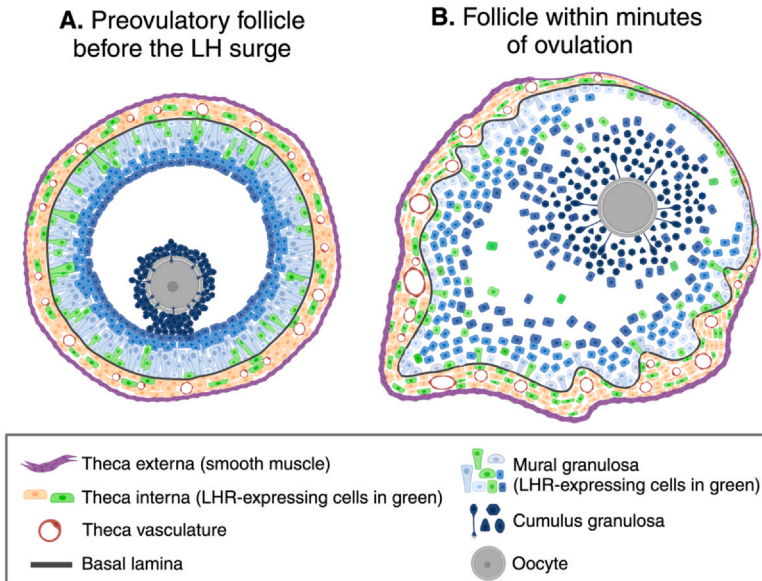 A. Preovulatory follicle
before the LH surge
B. Follicle within minutes
of ovulation
Theca externa (smooth muscle)
Theca interna (LHR-expressing cells in green)
Theca vasculature
Basal lamina
Mural granulosa
(LHR-expressing cells in green)
Cumulus granulosa
Oocyte